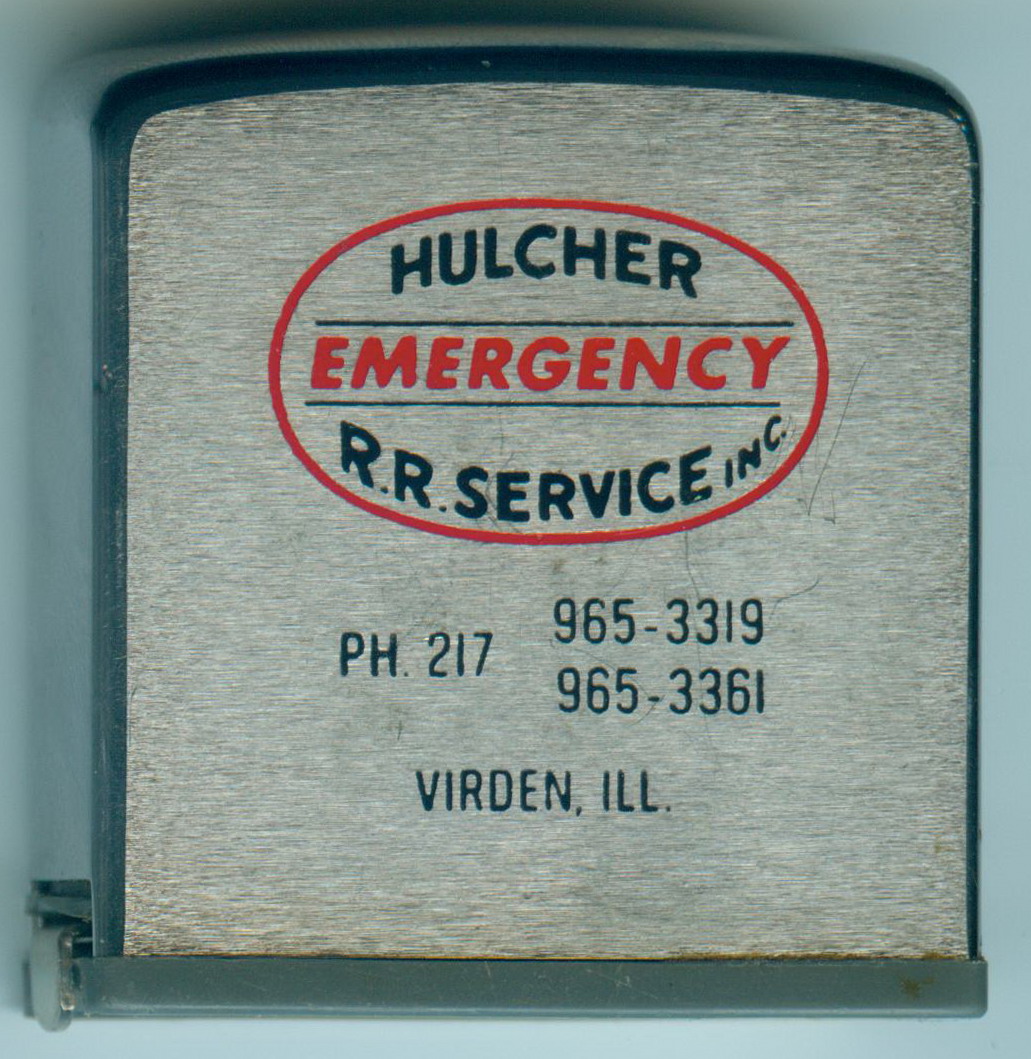 HULCHER
EMERGENCY
R.R. SERVICE INC.
PH. 217
965-3319
965-3361
VIRDEN, ILL.